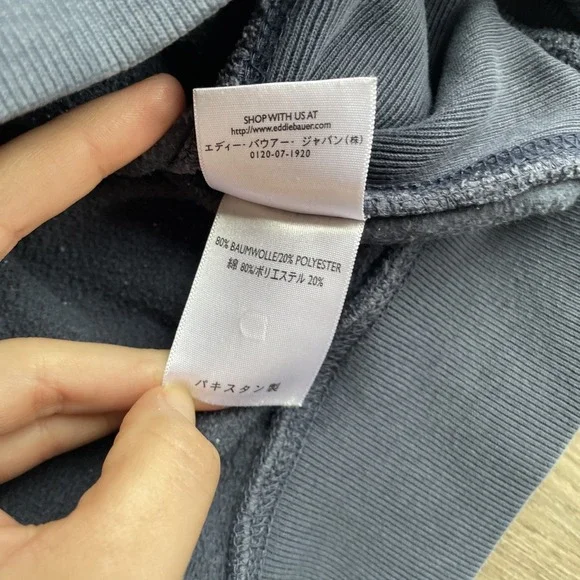 SHOP WITH US AT
http://www.eddiebauer.com
エディー・バウアー・ジャパン(株)
0120-07-1920
80% BAUMWOLLE/20% POLYESTER
綿 80%/ポリエステル 20%
パキスタン製